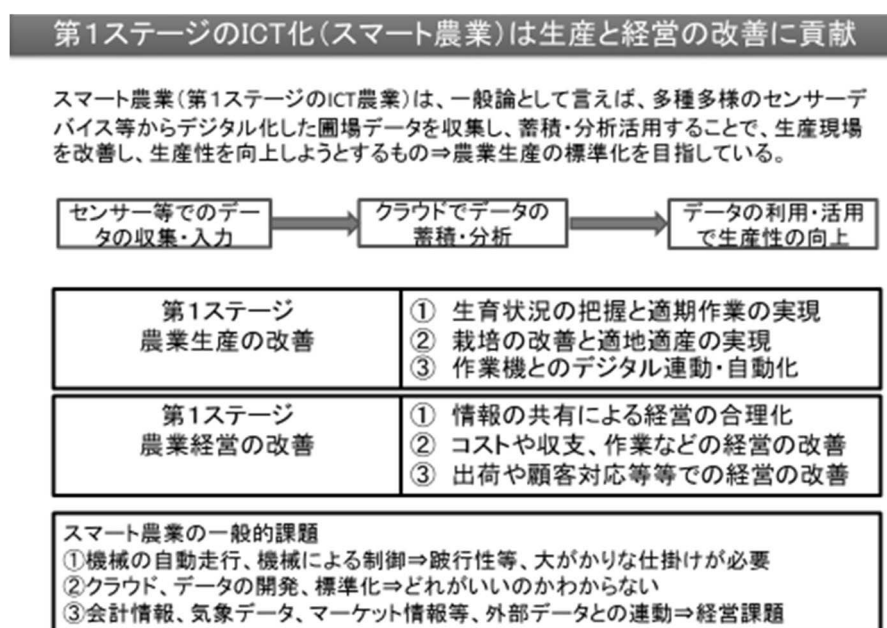 第1ステージのICT化(スマート農業)は生産と経営の改善に貢献
スマート農業(第1ステージのICT農業)は、一般論として言えば、多種多様のセンサーデ
バイス等からデジタル化した圃場データを収集し、蓄積・分析活用することで、生産現場
を改善し、生産性を向上しようとするもの⇒農業生産の標準化を目指している。
センサー等でのデー
タの収集・入力
クラウドでデータの
蓄積・分析
データの利用・活用
で生産性の向上
第1ステージ
農業生産の改善
① 生育状況の把握と適期作業の実現
② 栽培の改善と適地適産の実現
③ 作業機とのデジタル連動・自動化
第1ステージ
農業経営の改善
① 情報の共有による経営の合理化
② コストや収支、作業などの経営の改善
③ 出荷や顧客対応等等での経営の改善
スマート農業の一般的課題
①機械の自動走行、機械による制御⇒跛行性等、大がかりな仕掛けが必要
②クラウド、データの開発、標準化⇒どれがいいのかわからない
③会計情報、気象データ、マーケット情報等、外部データとの連動⇒経営課題